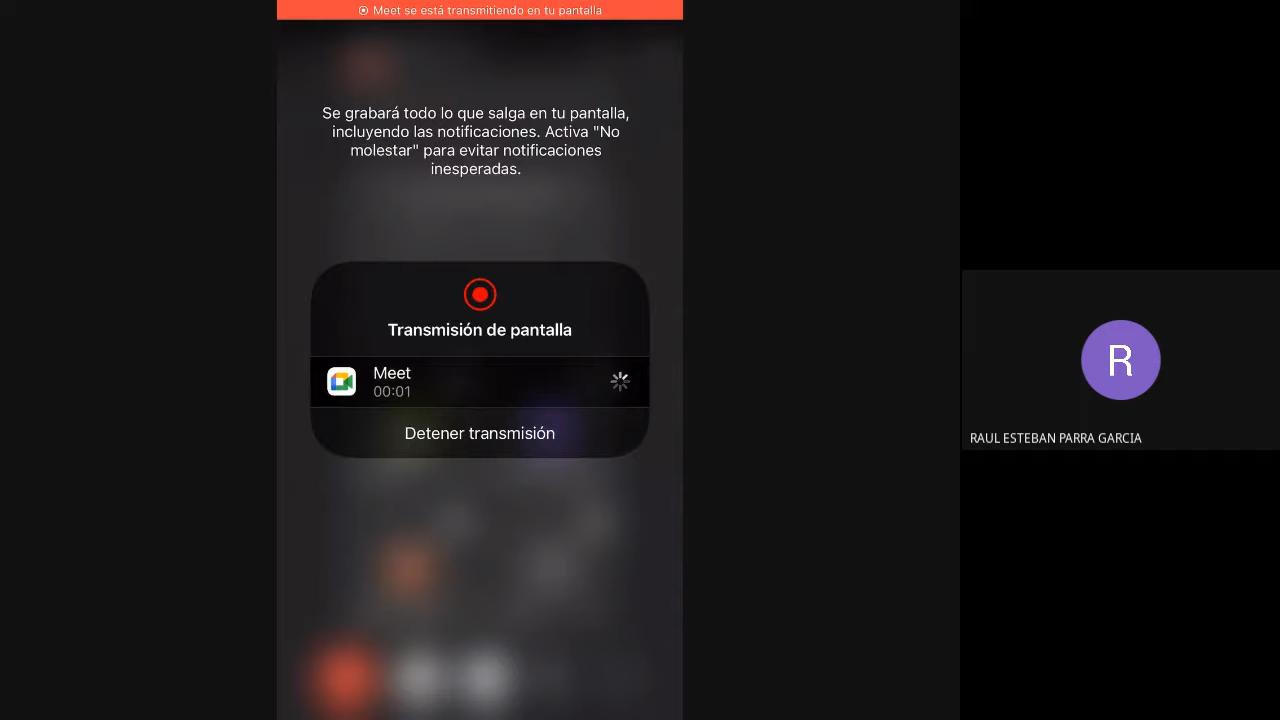 Meet se está transmitiendo en tu pantalla
Se grabará todo lo que salga en tu pantalla,
incluyendo las notificaciones. Activa "No
molestar" para evitar notificaciones
inesperadas.
Transmisión de pantalla
Meet
00:01
Detener transmisión
R
RAUL ESTEBAN PARRA GARCIA